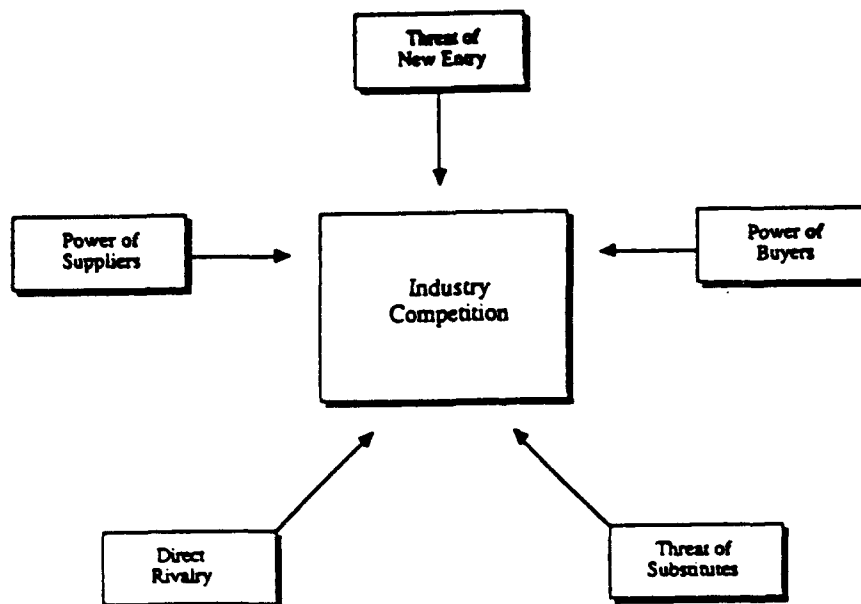 Threat of
New Entry
Power of
Suppliers
Industry
Competition
Power of
Buyers
Direct
Rivalry
Threat of
Substitutes